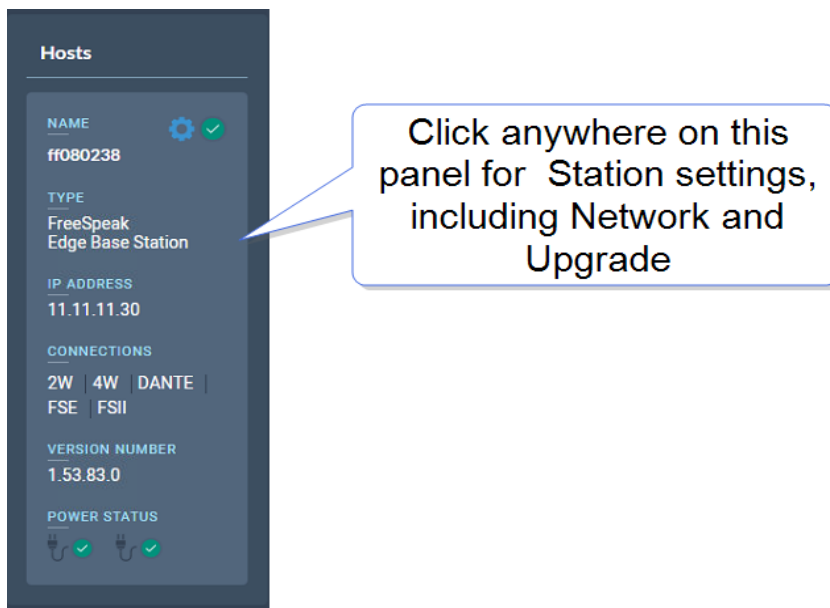 Hosts
NAME
ff080238
TYPE
FreeSpeak
Edge Base Station
IP ADDRESS
11.11.11.30
CONNECTIONS
2W | 4W | DANTE |
FSE | FSII
VERSION NUMBER
1.53.83.0
POWER STATUS
Click anywhere on this
panel for Station settings,
including Network and
Upgrade